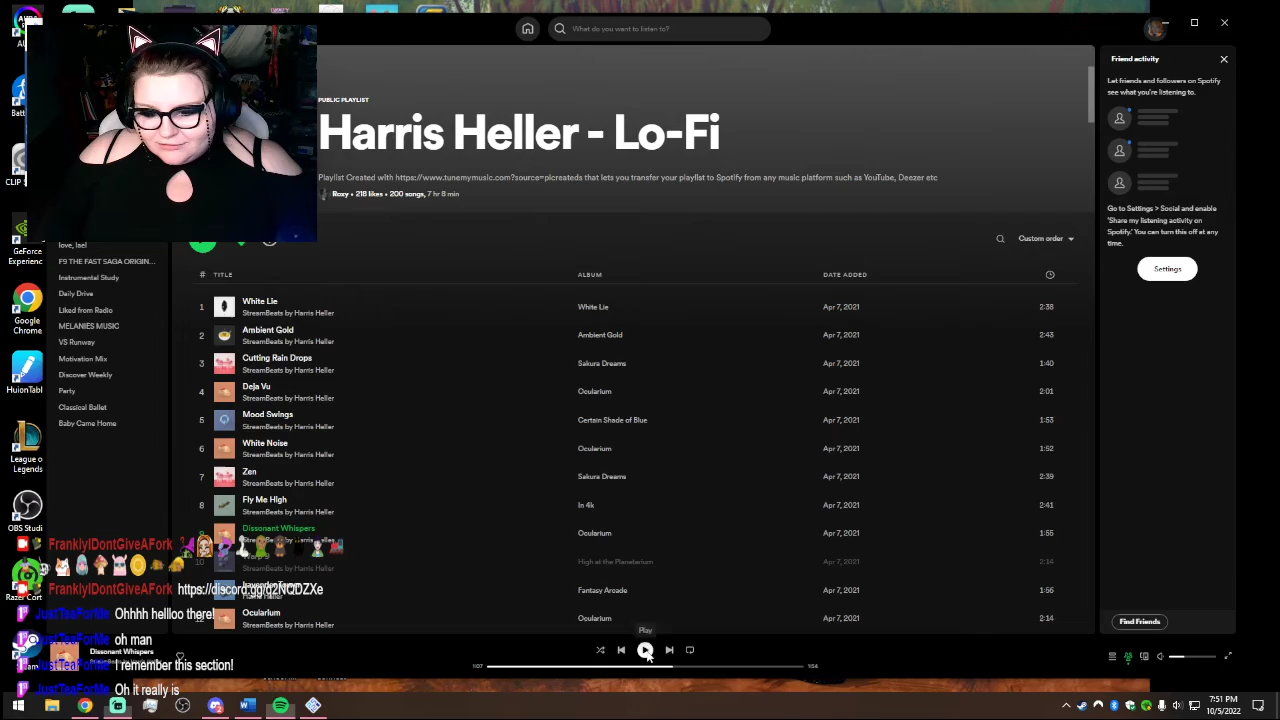 What do you want to listen to?
Friend activity
Let friends and followers on Spotify
see what you're listening to.
Go to Settings > Social and enable
'Share my listening activity on
Spotify.' You can turn this off at any
time.
Settings
Find Friends
PUBLIC PLAYLIST
Harris Heller - Lo-Fi
Playlist Created with https://www.tunemymusic.com?source=plcreateds that lets you transfer your playlist to Spotify from any music platform such as YouTube, Deezer etc
Roxy • 218 likes • 200 songs, 7 hr 8 min
Custom order
# TITLE ALBUM DATE ADDED
1 White Lie White Lie Apr 7, 2021 2:38
StreamBeats by Harris Heller
2 Ambient Gold Ambient Gold Apr 7, 2021 2:43
StreamBeats by Harris Heller
3 Cutting Rain Drops Sakura Dreams Apr 7, 2021 1:40
StreamBeats by Harris Heller
4 Deja Vu Ocularium Apr 7, 2021 2:01
StreamBeats by Harris Heller
5 Mood Swings Certain Shade of Blue Apr 7, 2021 1:53
StreamBeats by Harris Heller
6 White Noise Ocularium Apr 7, 2021 1:52
StreamBeats by Harris Heller
7 Zen Sakura Dreams Apr 7, 2021 2:39
StreamBeats by Harris Heller
8 Fly Me High In 4k Apr 7, 2021 2:41
StreamBeats by Harris Heller
Dissonant Whispers Ocularium Apr 7, 2021 1:55
10 Warp 9 High at the Planetarium Apr 7, 2021 2:14
Fantasy Arcade Apr 7, 2021 1:56
12 Ocularium Ocularium Apr 7, 2021 2:14
StreamBeats by Harris Heller
love, Isel
F9 THE FAST SAGA ORIGIN...
Instrumental Study
Daily Drive
Liked from Radio
MELANIES MUSIC
VS Runway
Motivation Mix
Discover Weekly
Party
Classical Ballet
Baby Came Home
GeForce
Experience
Google
Chrome
HuionTablet
League of
OBS Studio
Razer Cortex
FranklyIDontGiveAFork
FranklyIDontGiveAFork https://discord.gg/q2NQDZXe
JustTeaForMe Ohhhh hellloo there!
JustTeaForMe oh man
JustTeaForMe I remember this section!
JustTeaForMe Oh it really is
Dissonant Whispers
Play
1:07 1:56
7:51 PM
10/5/2022